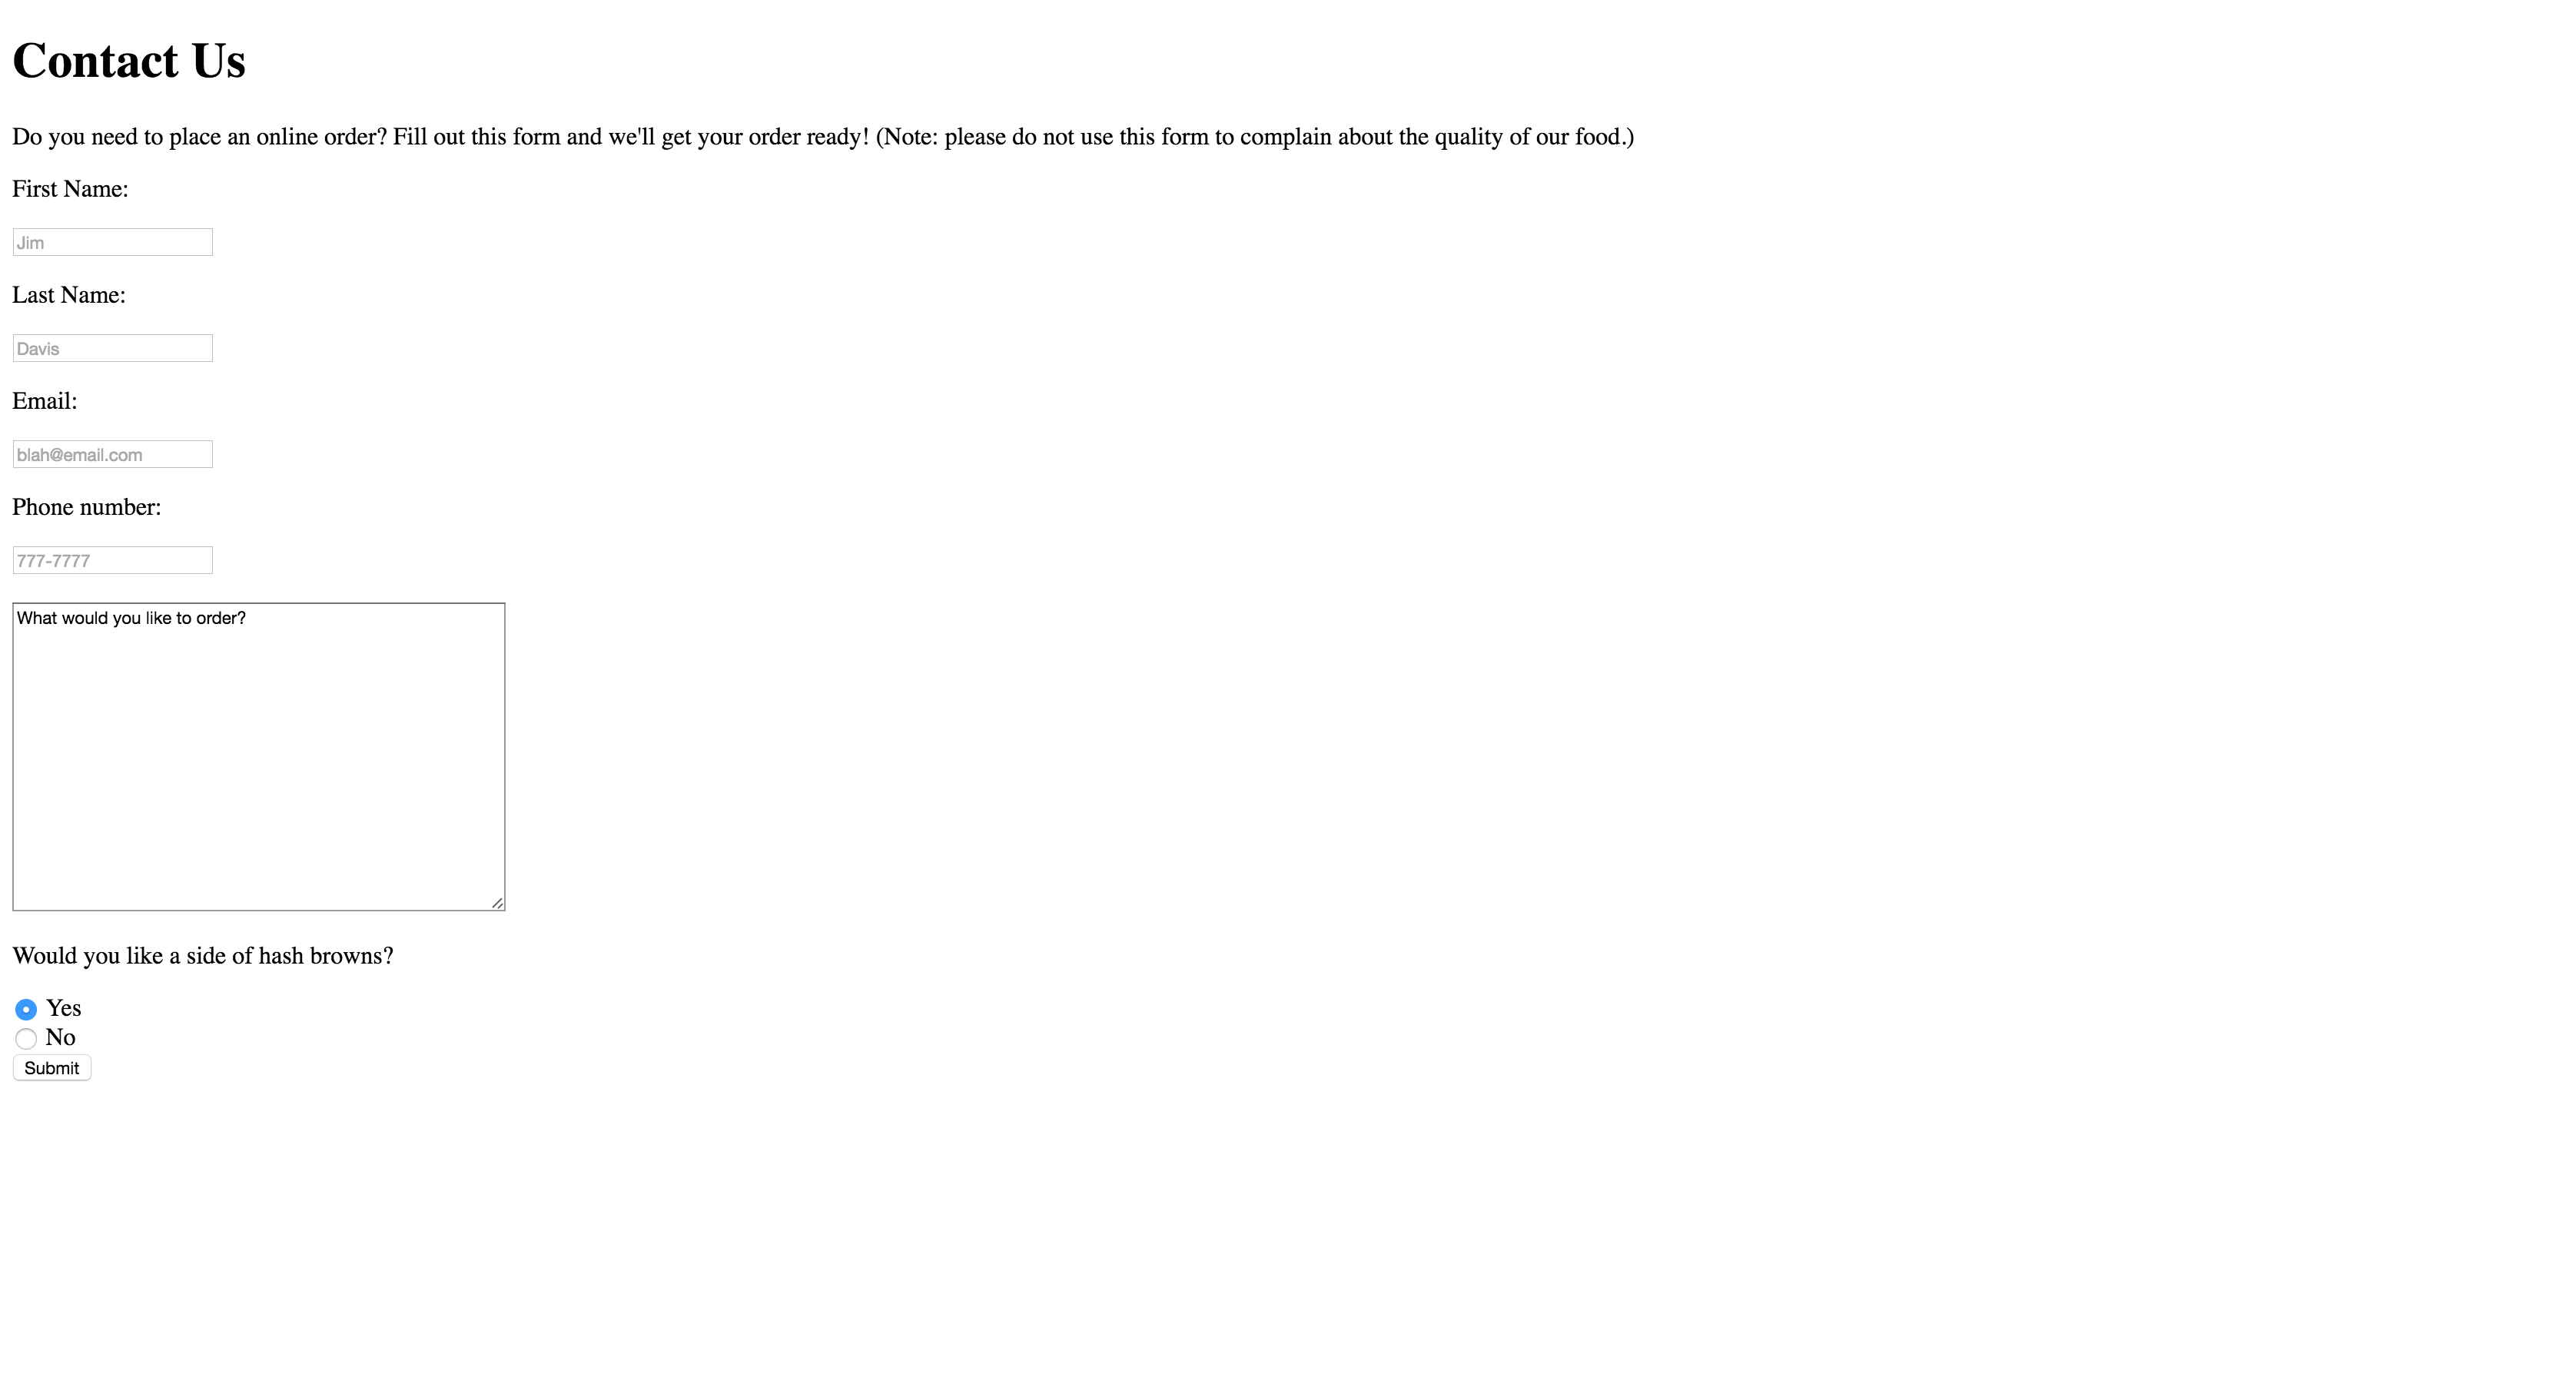 Contact Us
Do you need to place an online order? Fill out this form and we'll get your order ready! (Note: please do not use this form to complain about the quality of our food.)
First Name:
Jim
Last Name:
Davis
Email:
blah@email.com
Phone number:
777-7777
What would you like to order?
Would you like a side of hash browns?
Yes
No
Submit